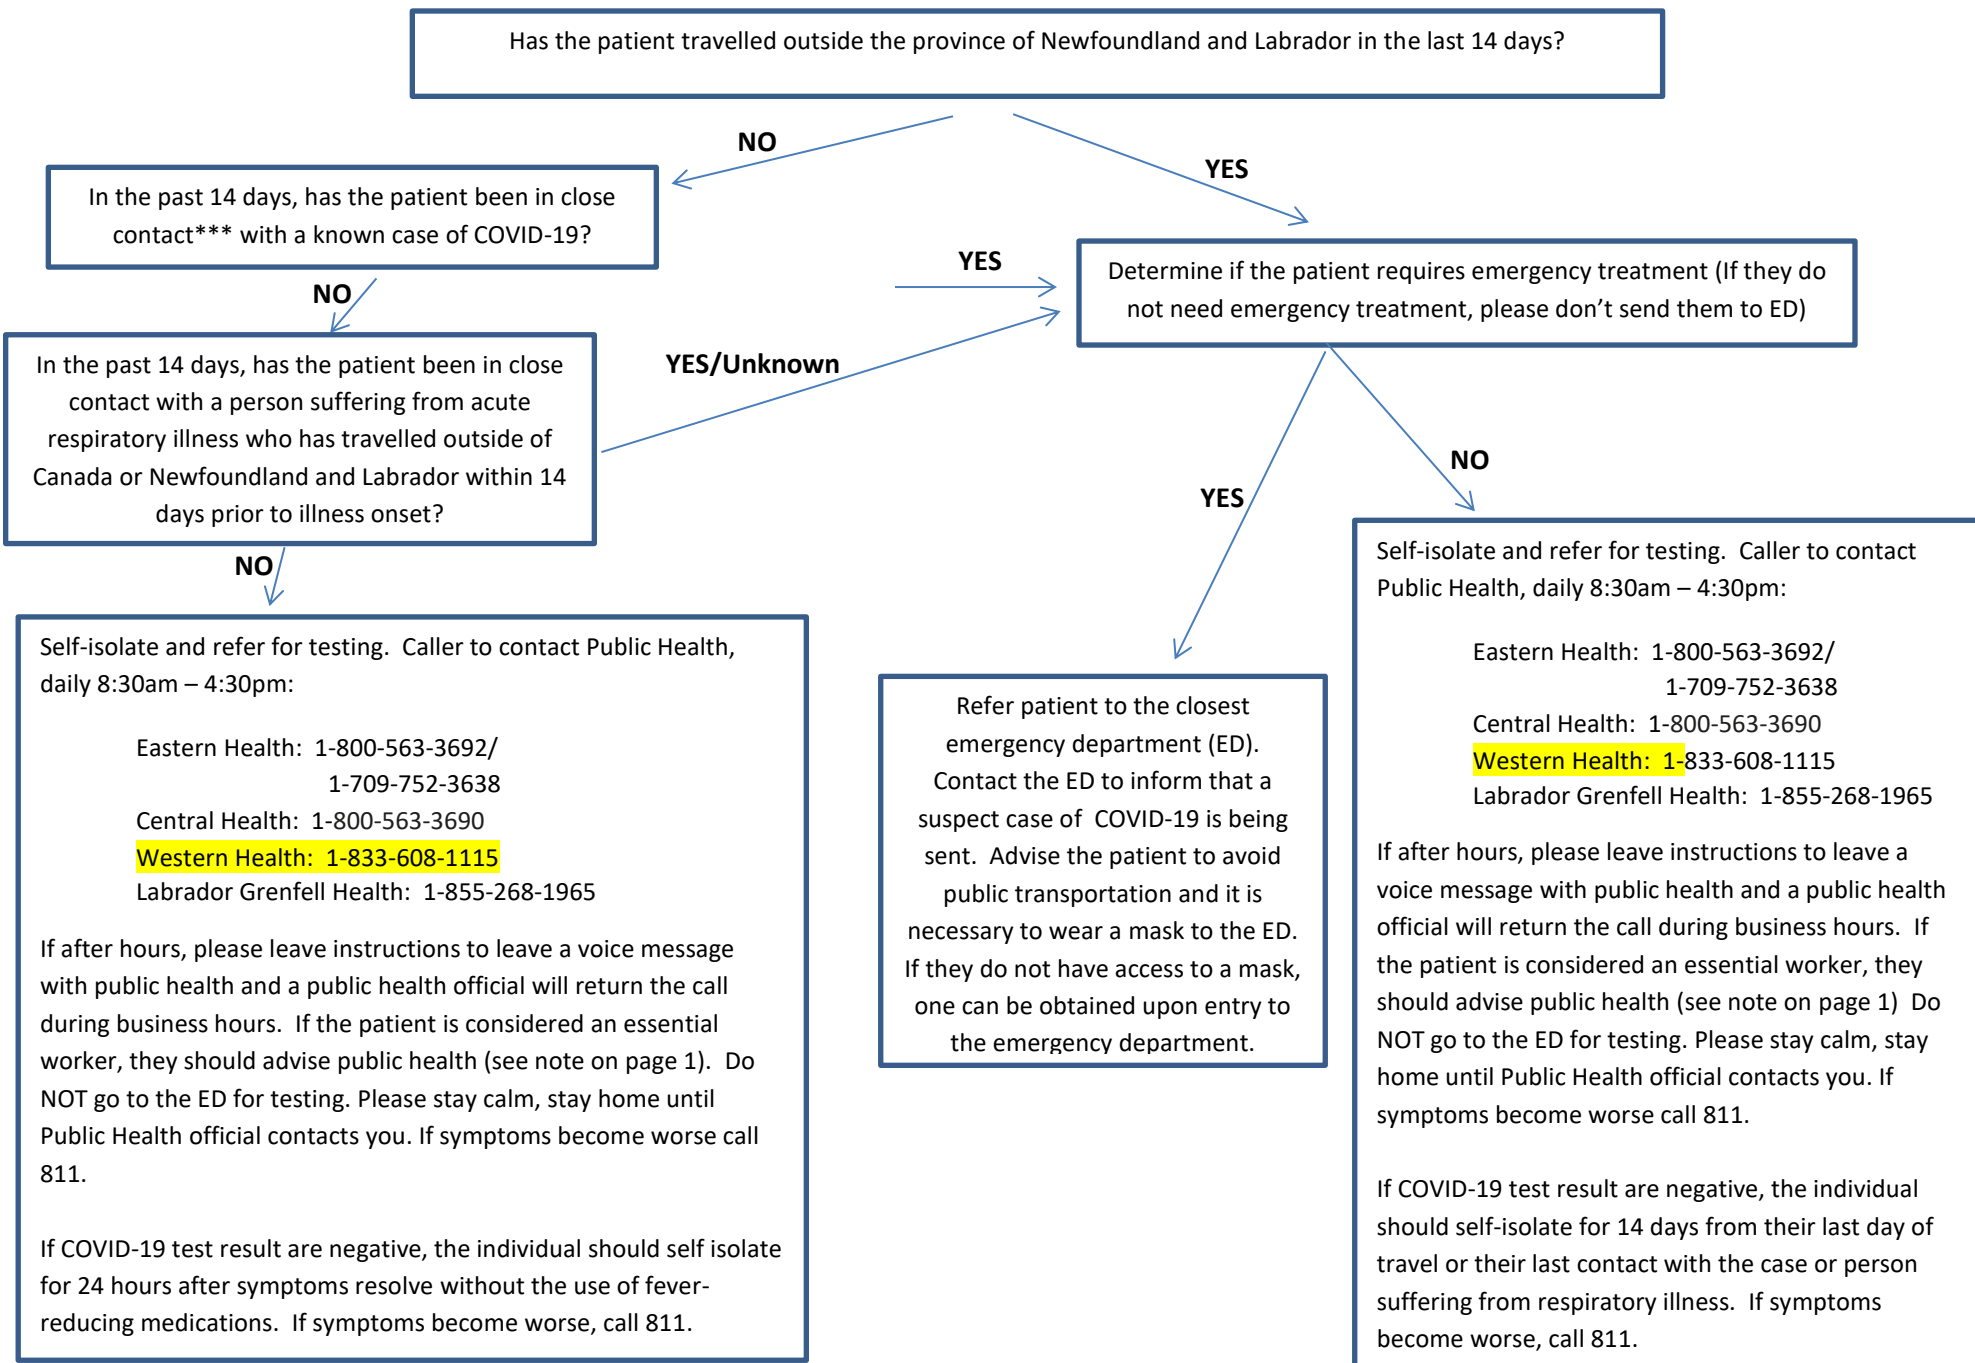 Has the patient travelled outside the province of Newfoundland and Labrador in the last 14 days?
NO
YES
In the past 14 days, has the patient been in close
contact*** with a known case of COVID-19?
YES
Determine if the patient requires emergency treatment (If they do
not need emergency treatment, please don’t send them to ED)
NO
In the past 14 days, has the patient been in close
contact with a person suffering from acute
respiratory illness who has travelled outside of
Canada or Newfoundland and Labrador within 14
days prior to illness onset?
YES/Unknown
NO
YES
NO
Self-isolate and refer for testing.  Caller to contact Public Health,
daily 8:30am – 4:30pm:
Eastern Health:  1-800-563-3692/
1-709-752-3638
Central Health:  1-800-563-3690
Western Health:  1-833-608-1115
Labrador Grenfell Health:  1-855-268-1965
If after hours, please leave instructions to leave a voice message
with public health and a public health official will return the call
during business hours.  If the patient is considered an essential
worker, they should advise public health (see note on page 1).  Do
NOT go to the ED for testing. Please stay calm, stay home until
Public Health official contacts you. If symptoms become worse call
811.
If COVID-19 test result are negative, the individual should self isolate
for 24 hours after symptoms resolve without the use of fever-
reducing medications.  If symptoms become worse, call 811.
Refer patient to the closest
emergency department (ED).
Contact the ED to inform that a
suspect case of  COVID-19 is being
sent.  Advise the patient to avoid
public transportation and it is
necessary to wear a mask to the ED.
If they do not have access to a mask,
one can be obtained upon entry to
the emergency department.
Self-isolate and refer for testing.  Caller to contact
Public Health, daily 8:30am – 4:30pm:
Eastern Health:  1-800-563-3692/
1-709-752-3638
Central Health:  1-800-563-3690
Western Health:  1-833-608-1115
Labrador Grenfell Health:  1-855-268-1965
If after hours, please leave instructions to leave a
voice message with public health and a public health
official will return the call during business hours.  If
the patient is considered an essential worker, they
should advise public health (see note on page 1)  Do
NOT go to the ED for testing. Please stay calm, stay
home until Public Health official contacts you. If
symptoms become worse call 811.
If COVID-19 test result are negative, the individual
should self-isolate for 14 days from their last day of
travel or their last contact with the case or person
suffering from respiratory illness.  If symptoms
become worse, call 811.